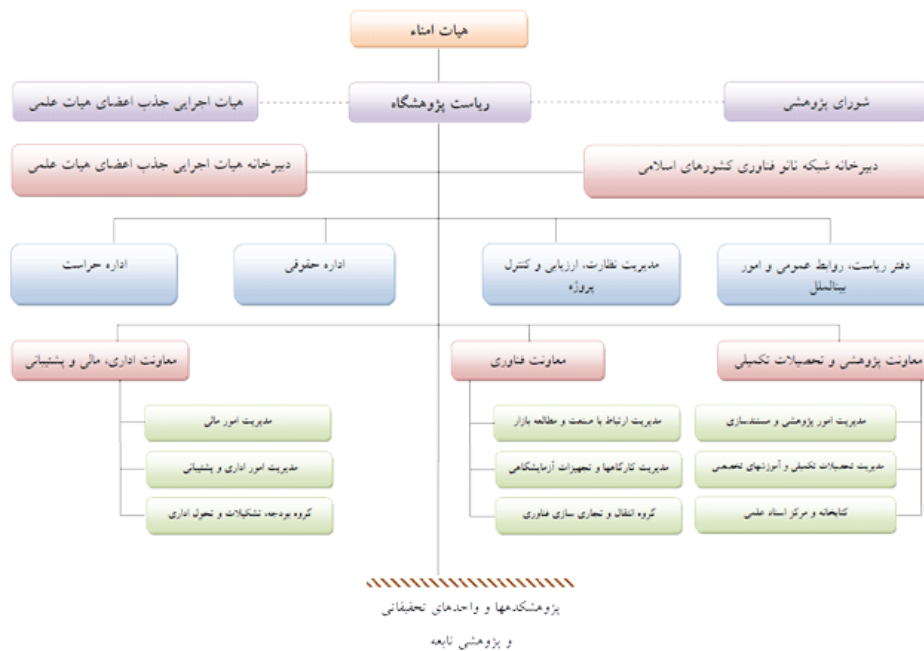 هیات امناء
شورای پژوهشی
ریاست پژوهشگاه
هیات اجرایی جذب اعضای هیات علمی
دبیرخانه شبکه نانو فناوری کشورهای اسلامی
دبیرخانه هیات اجرایی جذب اعضای هیات علمی
دفتر ریاست، روابط عمومی و امور
بینالملل
مدیریت نظارت، ارزیابی و کنترل
پروژه
اداره حقوقی
اداره حراست
معاونت پژوهشی و تحصیلات تکمیلی
معاونت فناوری
معاونت اداری، مالی و پشتیبانی
مدیریت امور پژوهشی و مستندسازی
مدیریت تحصیلات تکمیلی و آموزشهای تخصصی
کتابخانه و مرکز اسناد علمی
مدیریت ارتباط با صنعت و مطالعه بازار
مدیریت کارگاهها و تجهیزات آزمایشگاهی
گروه انتقال و تجاری سازی فناوری
مدیریت امور مالی
مدیریت امور اداری و پشتیبانی
گروه بودجه، تشکیلات و تحول اداری
پژوهشکدهها و واحدهای تحقیقاتی
و پژوهشی تابعه